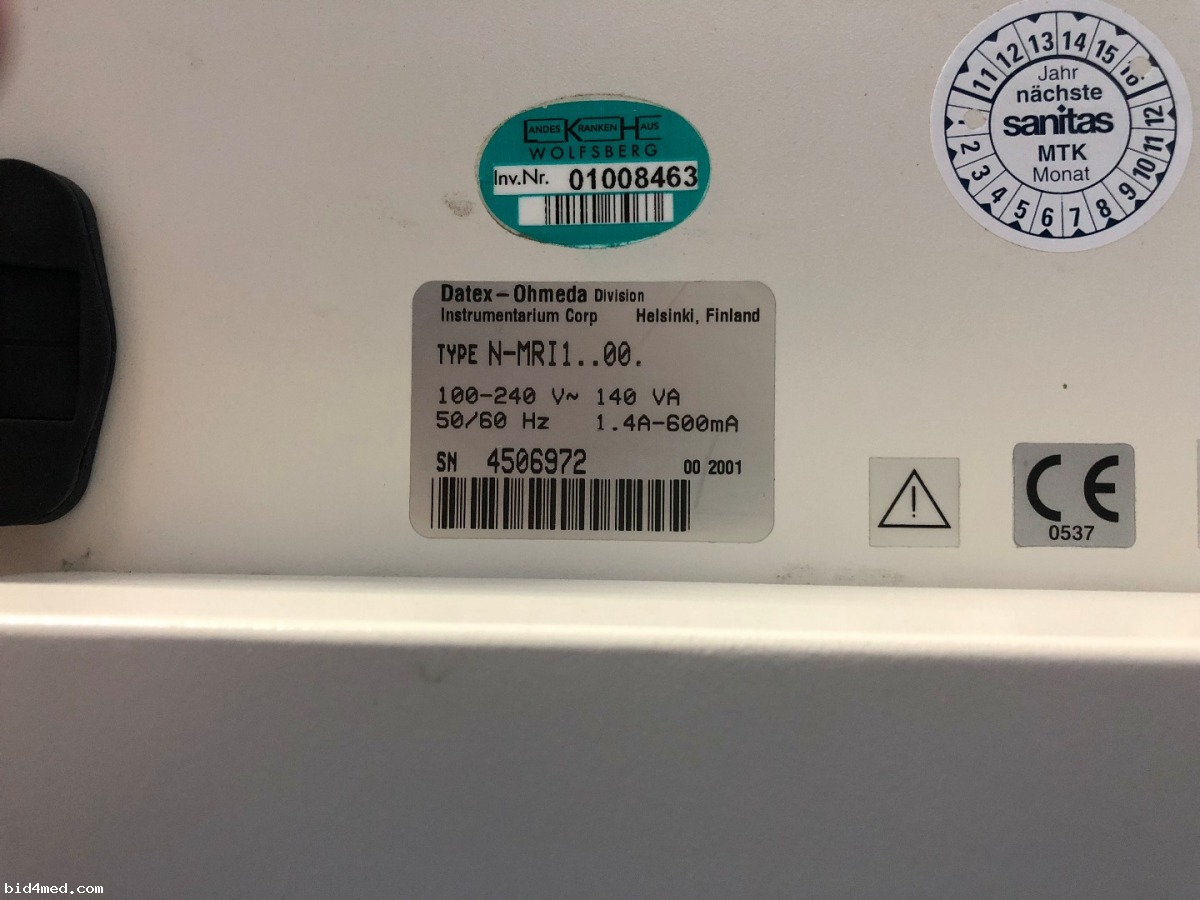 LANDES KRANKEN HAUS
WOLFSBERG
Inv.Nr. 01008463
11 12 13 14 15 16
Jahr
nächste
sanitas
MTK
Monat
2 3 4 5 6 7 8 9 10 11 12
Datex-Ohmeda Division
Instrumentarium Corp Helsinki, Finland
TYPE N-MRI1..00.
100-240 V~ 140 VA
50/60 Hz 1.4A-600mA
SN 4506972 00 2001
CE
0537
bid4med.com